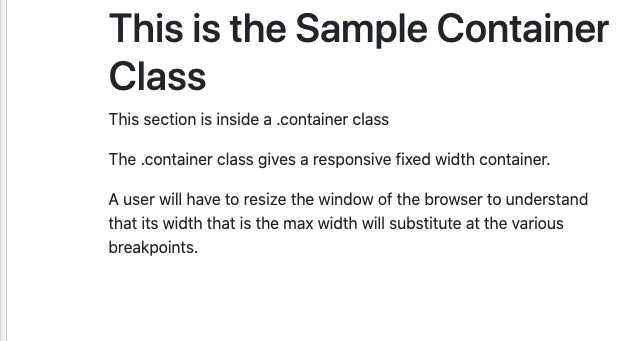 This is the Sample Container
Class
This section is inside a .container class
The .container class gives a responsive fixed width container.
A user will have to resize the window of the browser to understand
that its width that is the max width will substitute at the various
breakpoints.